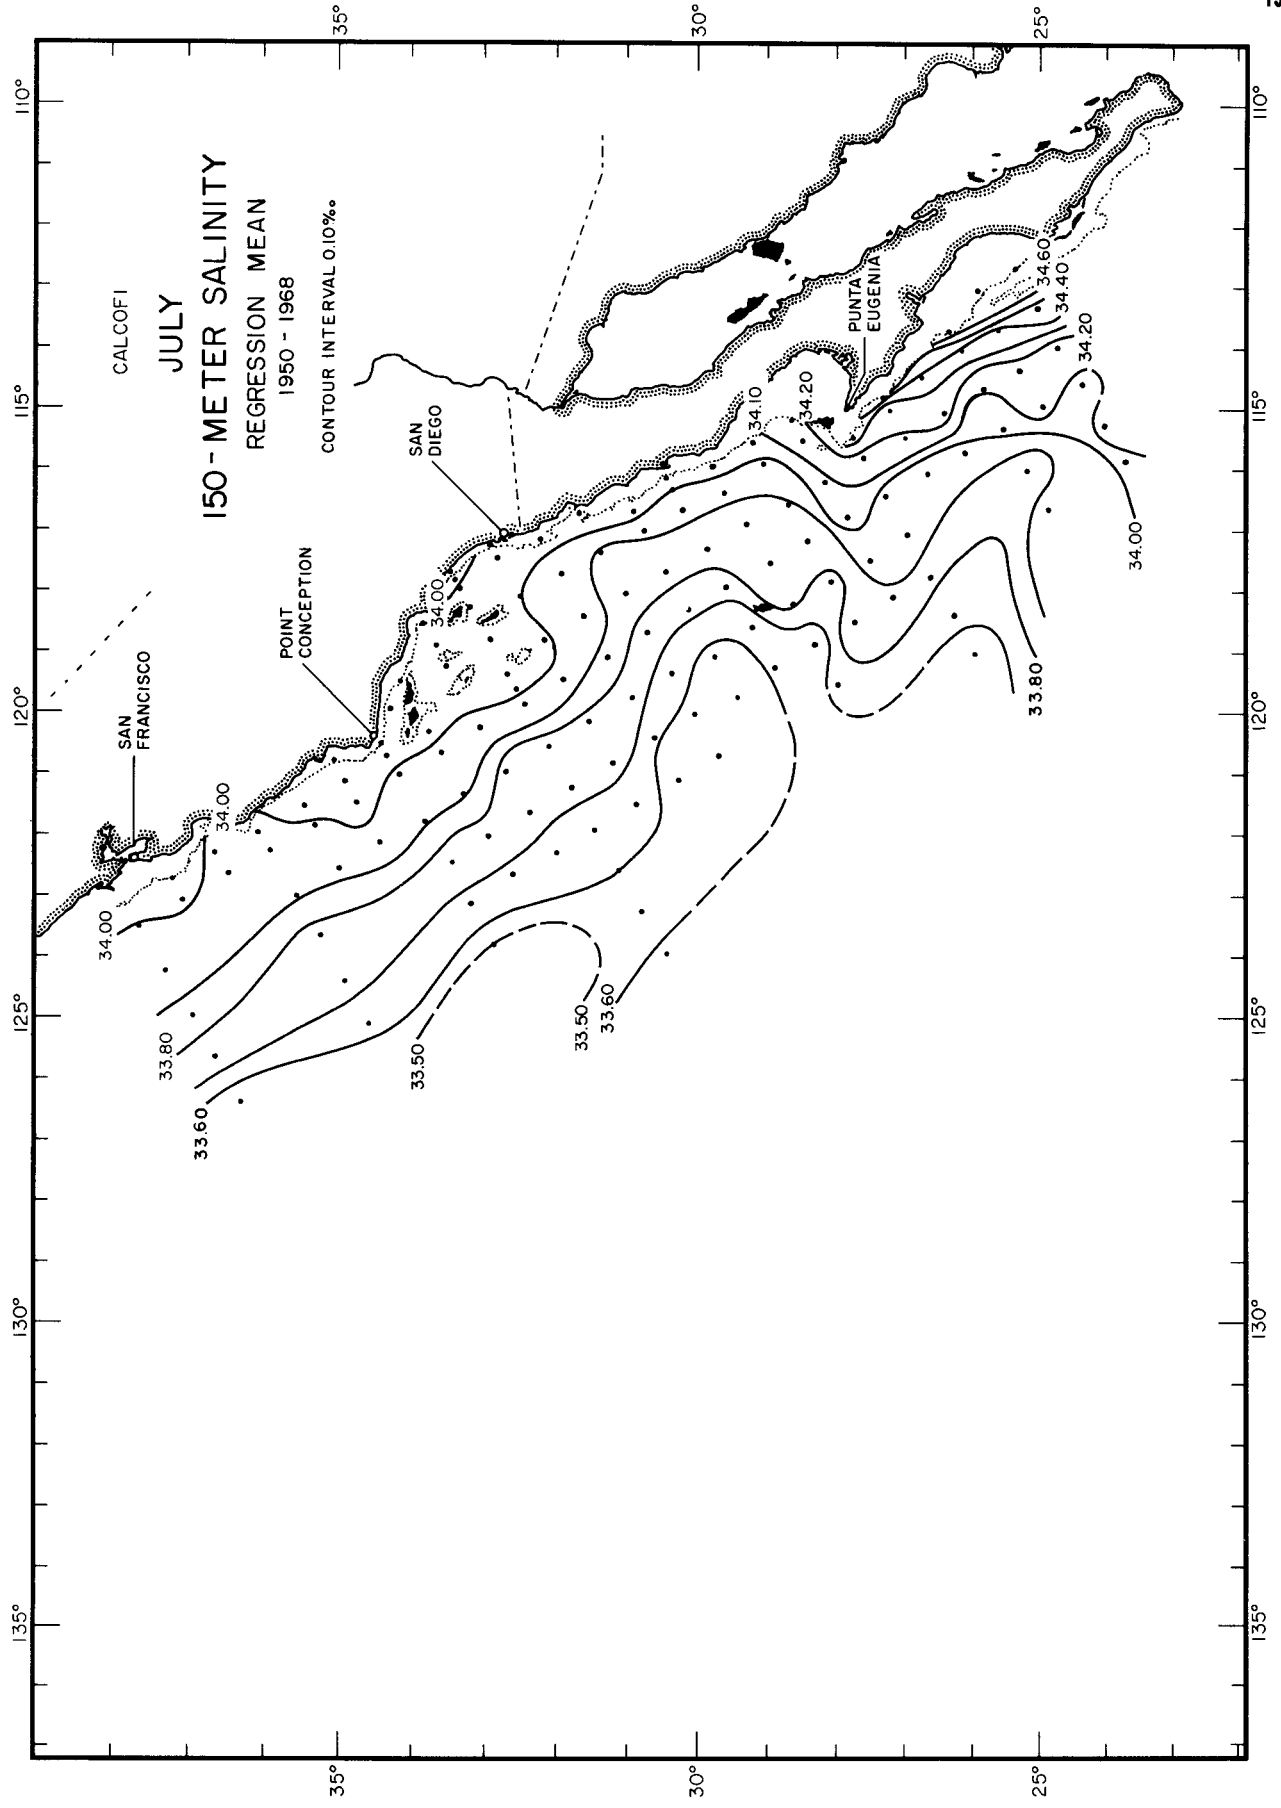 CALCOFI
JULY
150-METER SALINITY
REGRESSION MEAN
1950 - 1968
CONTOUR INTERVAL 0.10‰
SAN
FRANCISCO
POINT
CONCEPTION
SAN
DIEGO
PUNTA
EUGENIA
34.00
34.00
34.00
34.10
34.20
34.60
34.40
34.20
34.00
33.80
33.80
33.60
33.50
33.50
33.60
35°
30°
25°
110°
115°
120°
125°
130°
135°
110°
115°
120°
125°
130°
135°
35°
30°
25°